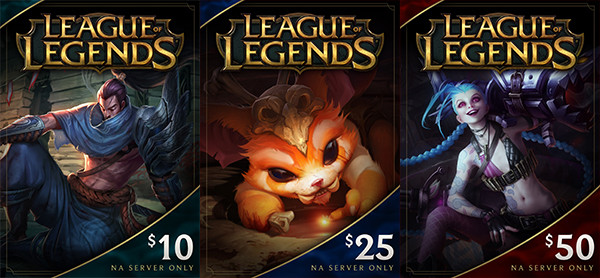 LEAGUE OF
LEGENDS
$10
NA SERVER ONLY
LEAGUE OF
LEGENDS
$25
NA SERVER ONLY
LEAGUE OF
LEGENDS
$50
NA SERVER ONLY